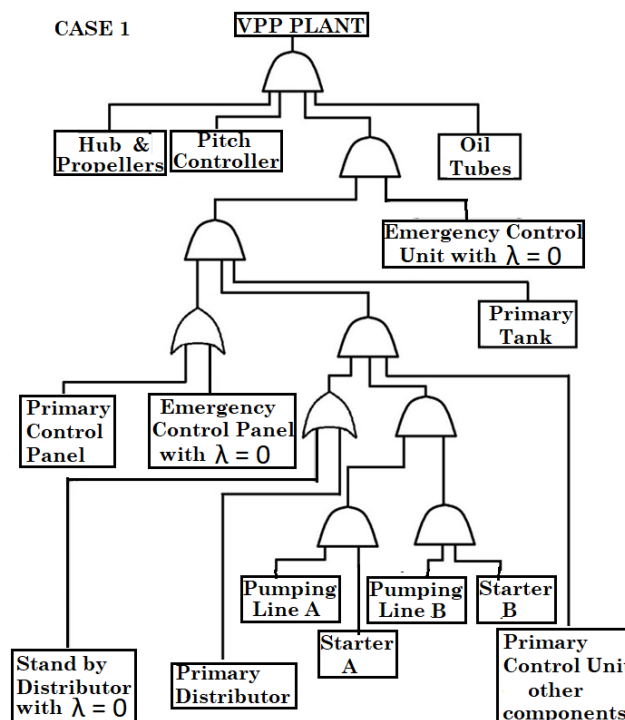 CASE 1
VPP PLANT
Hub &
Propellers
Pitch
Controller
Oil
Tubes
Emergency Control
Unit with λ = 0
Primary
Tank
Primary
Control
Panel
Emergency
Control Panel
with λ = 0
Pumping
Line A
Pumping
Line B
Starter
B
Starter
A
Stand by
Distributor
with λ = 0
Primary
Distributor
Primary
Control Unit
other
components